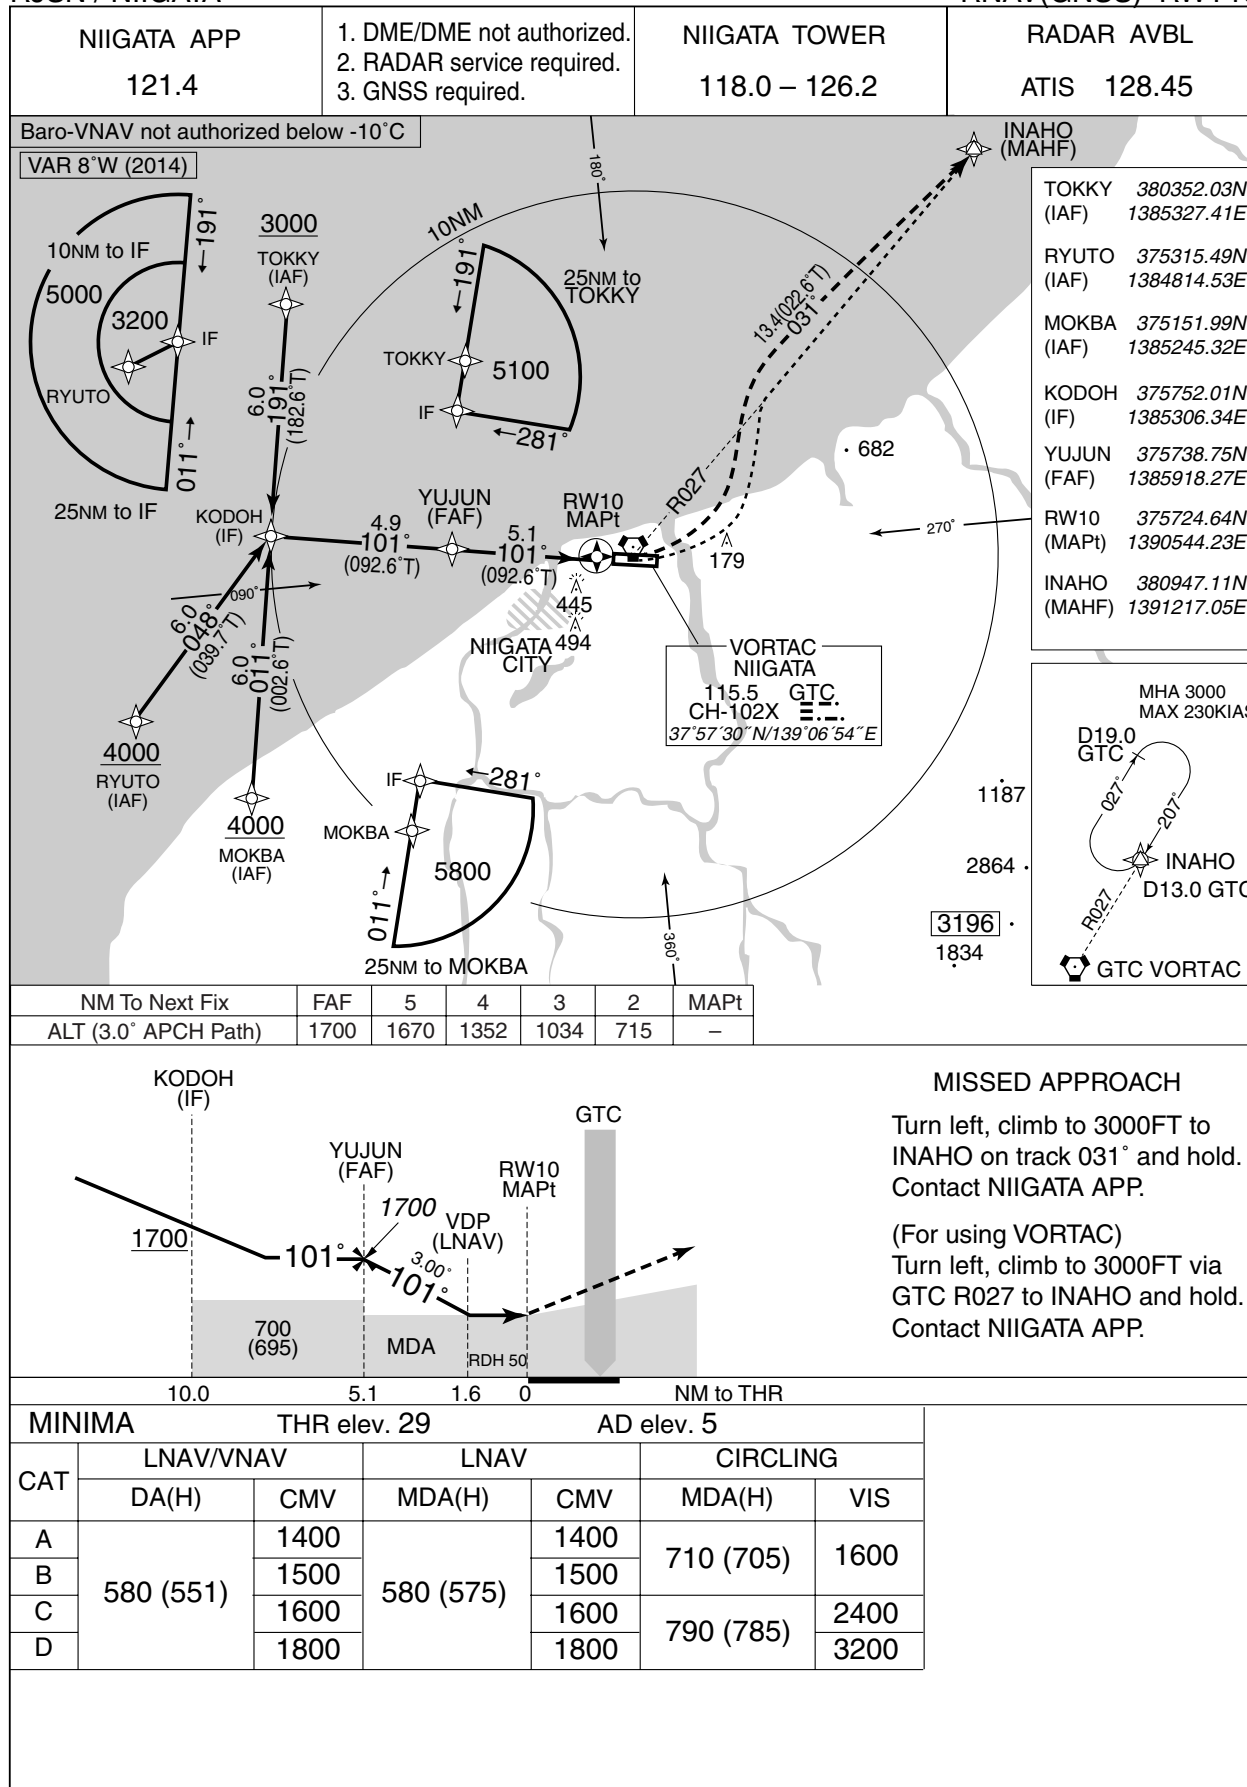 NIIGATA APP
121.4
1. DME/DME not authorized.
2. RADAR service required.
3. GNSS required.
NIIGATA TOWER
118.0 – 126.2
RADAR AVBL
ATIS 128.45
Baro-VNAV not authorized below -10˚C
VAR 8˚W (2014)
180˚
INAHO
(MAHF)
TOKKY 380352.03N
(IAF) 1385327.41E
RYUTO 375315.49N
(IAF) 1384814.53E
MOKBA 375151.99N
(IAF) 1385245.32E
KODOH 375752.01N
(IF) 1385306.34E
YUJUN 375738.75N
(FAF) 1385918.27E
RW10 375724.64N
(MAPt) 1390544.23E
INAHO 380947.11N
(MAHF) 1391217.05E
191˚
10NM to IF
5000
3200
IF
RYUTO
011˚
25NM to IF
3000
TOKKY
(IAF)
6.0
191˚
(182.6˚T)
10NM
191˚
25NM to
TOKKY
TOKKY
5100
IF
281˚
13.4(022.6˚T)
031˚
682
R027
270˚
KODOH
(IF)
4.9
101˚
(092.6˚T)
YUJUN
(FAF)
5.1
101˚
(092.6˚T)
RW10
MAPt
179
445
494
NIIGATA
CITY
090˚
6.0
048˚
(039.7˚T)
6.0
011˚
(002.6˚T)
VORTAC
NIIGATA
115.5 GTC
CH-102X
37˚57´30˝N/139˚06´54˝E
4000
RYUTO
(IAF)
4000
MOKBA
(IAF)
IF
281˚
MOKBA
5800
011˚
25NM to MOKBA
360˚
1187
2864
3196
1834
MHA 3000
D19.0
GTC
027˚
207˚
INAHO
R027
GTC VORTAC
NM To Next Fix FAF 5 4 3 2 MAPt
ALT (3.0˚ APCH Path) 1700 1670 1352 1034 715 –
KODOH
(IF)
YUJUN
(FAF)
1700
1700
101˚
3.00˚
101˚
VDP
(LNAV)
RW10
MAPt
GTC
700
(695)
MDA
RDH 50
10.0 5.1 1.6 0 NM to THR
MISSED APPROACH
Turn left, climb to 3000FT to
INAHO on track 031˚ and hold.
Contact NIIGATA APP.
(For using VORTAC)
Turn left, climb to 3000FT via
GTC R027 to INAHO and hold.
Contact NIIGATA APP.
MINIMA THR elev. 29 AD elev. 5
CAT LNAV/VNAV LNAV CIRCLING
DA(H) CMV MDA(H) CMV MDA(H) VIS
A 580 (551) 1400 580 (575) 1400 710 (705) 1600
B 1500 1500
C 1600 1600 790 (785) 2400
D 1800 1800 3200